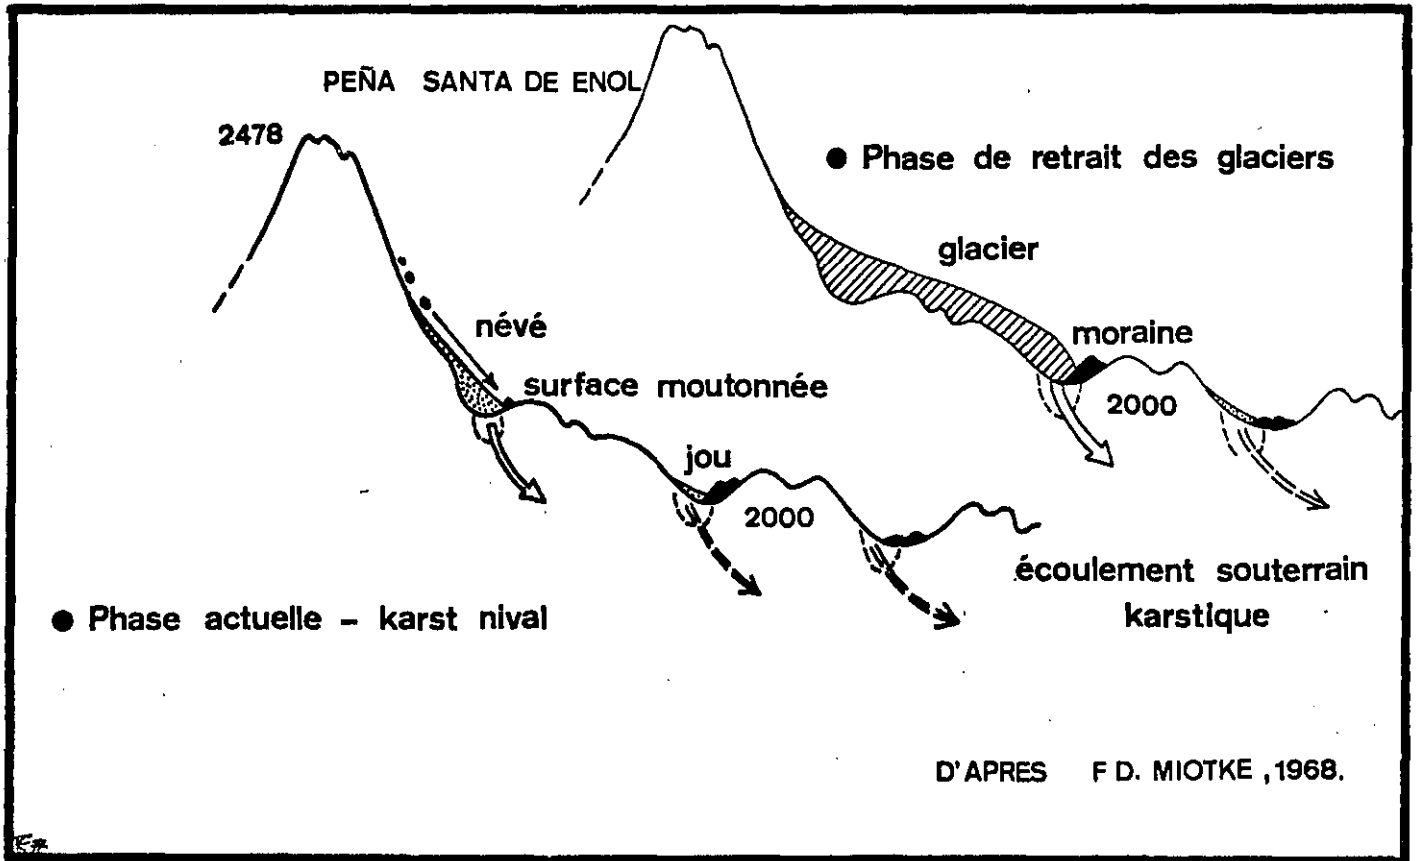 PEÑA SANTA DE ENOL
2478
● Phase de retrait des glaciers
glacier
névé
moraine
surface moutonnée
2000
jou
2000
écoulement souterrain
karstique
● Phase actuelle – karst nival
D'APRES F D. MIOTKE , 1968.